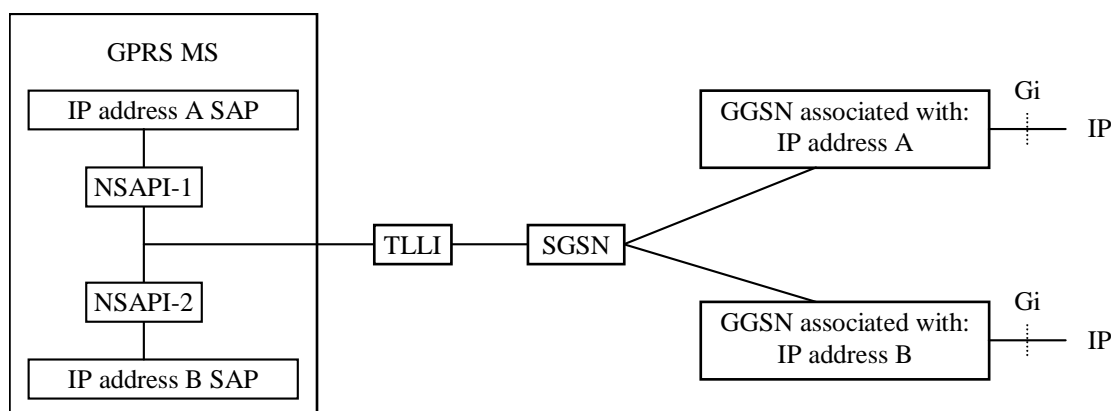 GPRS MS
IP address A SAP
NSAPI-1
NSAPI-2
IP address B SAP
TLLI
SGSN
GGSN associated with:
IP address A
Gi
IP
GGSN associated with:
IP address B
Gi
IP